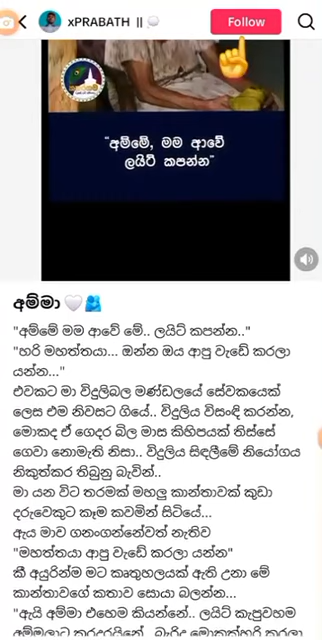 xPRABATH ||
Follow
"අම්මේ, මම ආවේ
ලයිට් කපන්න"
අම්මා🤍🫂
"අම්මේ මම ආවේ මේ.. ලයිට් කපන්න.."
"හරි මහත්තයා... ඔන්න ඔය ආපු වැඩේ කරලා
යන්න..."
එවකට මා විදුලිබල මණ්ඩලයේ සේවකයෙක්
ලෙස එම නිවසට ගියේ.. විදුලිය විසංදි කරන්න,
මොකද ඒ ගෙදර බිල මාස කිහිපයක් තිස්සේ
ගෙවා නොමැති නිසා.. විදුලිය සිඳලීමේ නියෝගය
නිකුත්කර තිබුනු බැවින්..
මා යන විට තරමක් මහලු කාන්තාවක් කුඩා
දරුවෙකුට කෑම කවමින් සිටියේ...
ඇය මාව ගනංගන්නේවත් නැතිව
"මහත්තයා ආපු වැඩේ කරලා යන්න"
කී අයුරින්ම මට කෘතුහලයක් ඇති උනා මේ
කාන්තාවගේ කතාව සොයා බලන්න...
"ඇයි අම්මා එහෙම කියන්නේ.. ලයිට් කැපුවහම